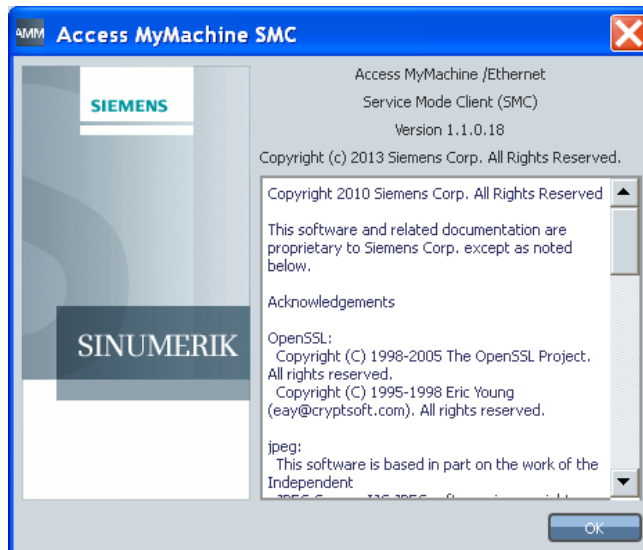 AMM Access MyMachine SMC
SIEMENS
SINUMERIK
Access MyMachine /Ethernet
Service Mode Client (SMC)
Version 1.1.0.18
Copyright (c) 2013 Siemens Corp. All Rights Reserved.
Copyright 2010 Siemens Corp. All Rights Reserved
This software and related documentation are
proprietary to Siemens Corp. except as noted
below.
Acknowledgements
OpenSSL:
Copyright (C) 1998-2005 The OpenSSL Project.
All rights reserved.
Copyright (C) 1995-1998 Eric Young
(eay@cryptsoft.com). All rights reserved.
jpeg:
This software is based in part on the work of the
Independent
OK